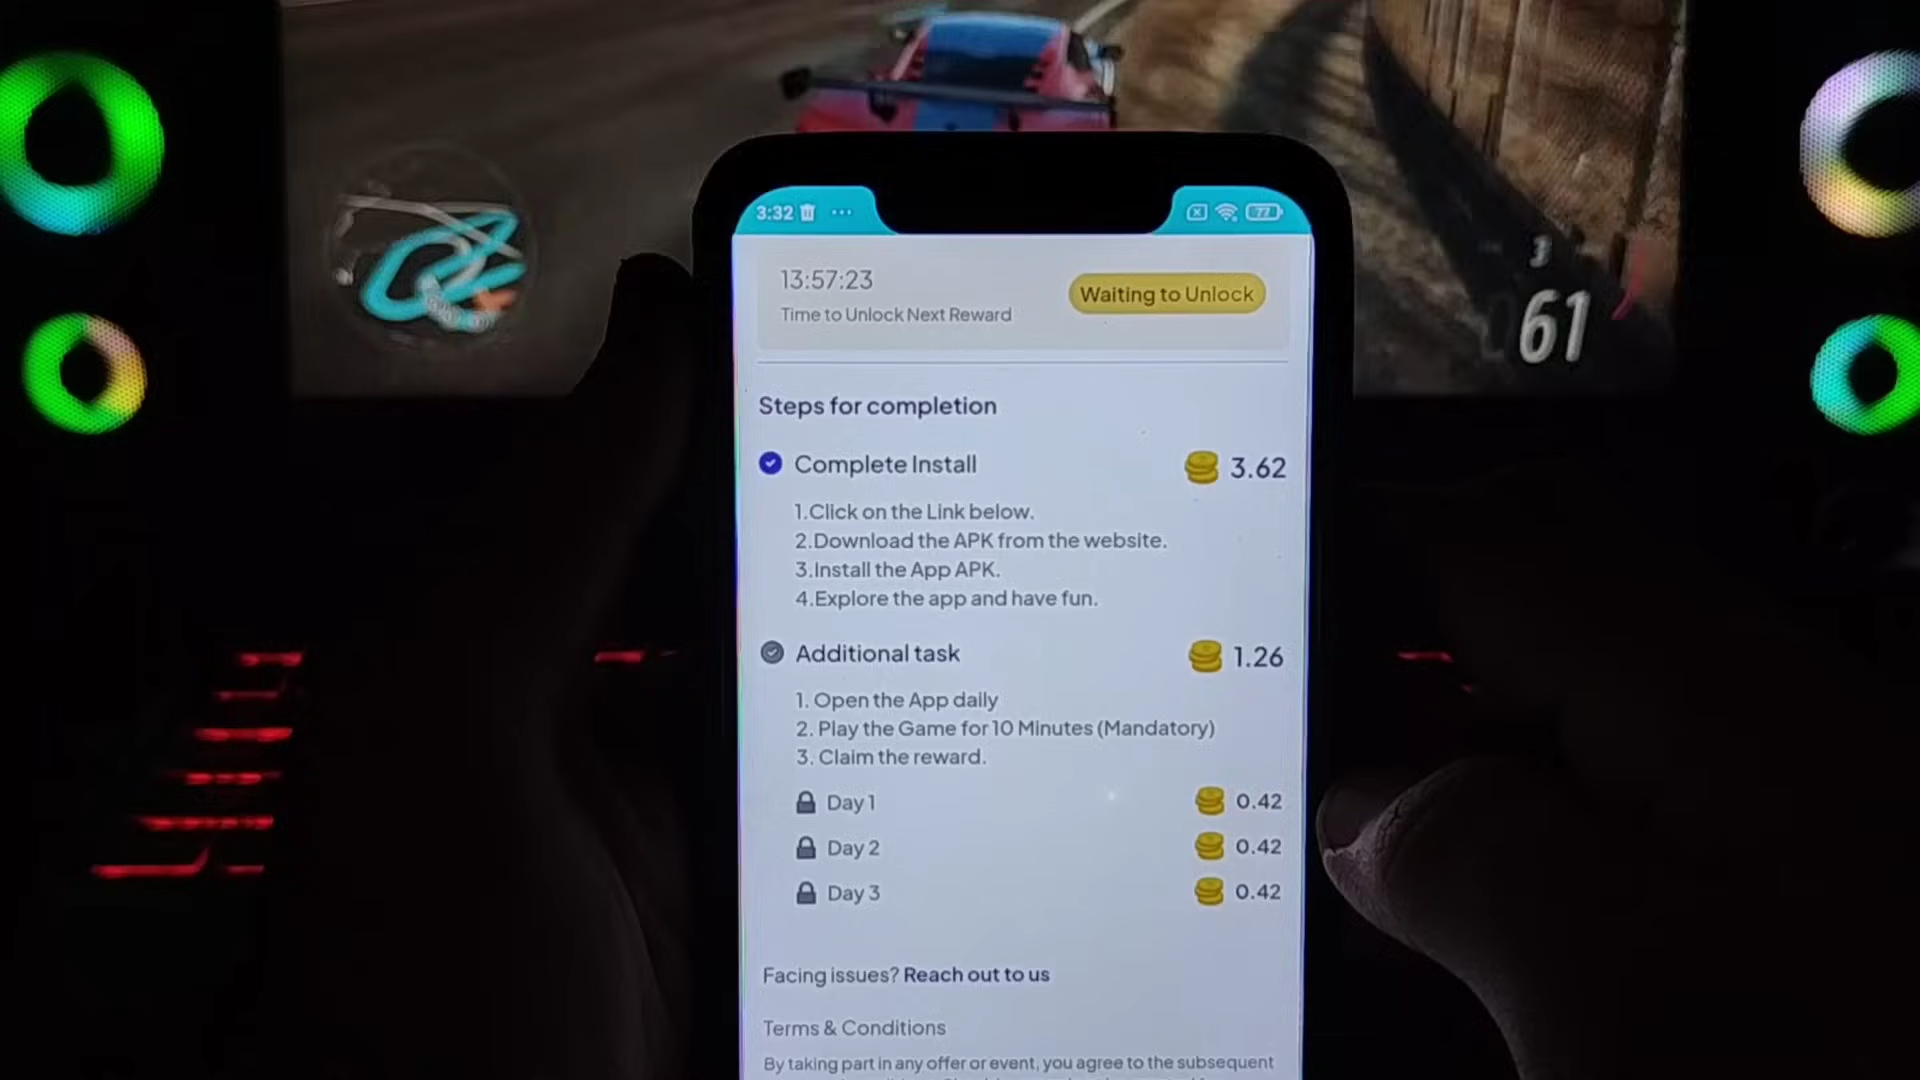 3:32
77
13:57:23
Waiting to Unlock
Time to Unlock Next Reward
Steps for completion
Complete Install 3.62
1.Click on the Link below.
2.Download the APK from the website.
3.Install the App APK.
4.Explore the app and have fun.
Additional task 1.26
1. Open the App daily
2. Play the Game for 10 Minutes (Mandatory)
3. Claim the reward.
Day 1 0.42
Day 2 0.42
Day 3 0.42
Facing issues? Reach out to us
Terms & Conditions
By taking part in any offer or event, you agree to the subsequent
3
61